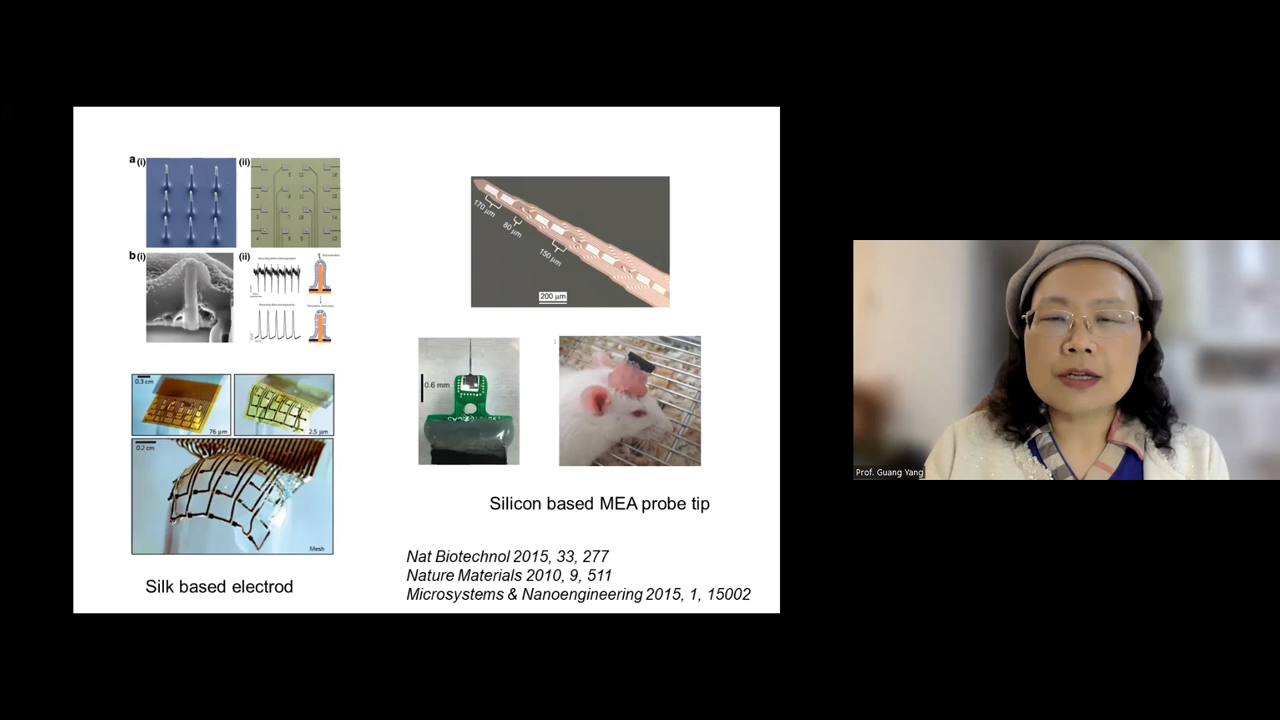 a (i)
(ii)
b (i)
(ii)
0.3 cm
76 µm
2.5 µm
0.2 cm
Mesh
Silk based electrod
170 µm
80 µm
150 µm
200 µm
0.6 mm
Silicon based MEA probe tip
Nat Biotechnol 2015, 33, 277
Nature Materials 2010, 9, 511
Microsystems & Nanoengineering 2015, 1, 15002
Prof. Guang Yang